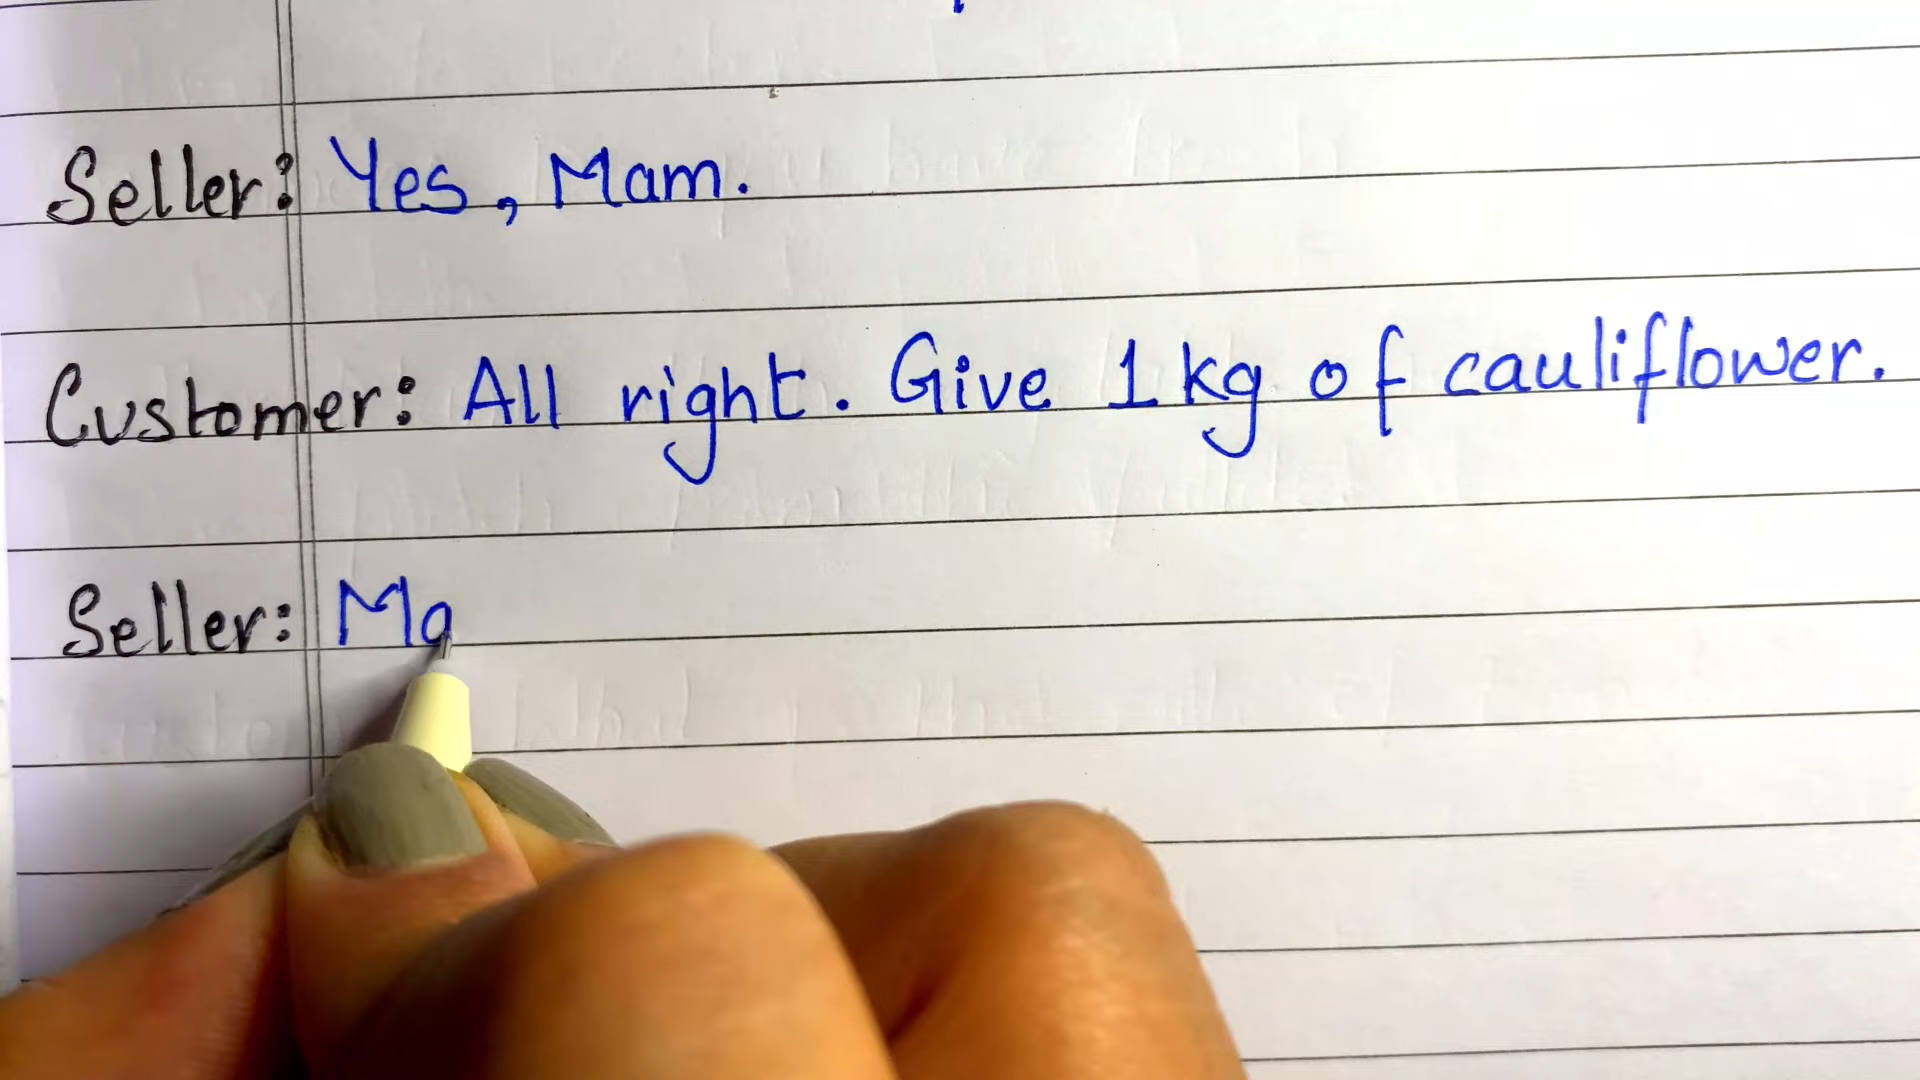 Seller: Yes, Mam.
Customer: All right. Give 1 kg of cauliflower.
Seller: Ma